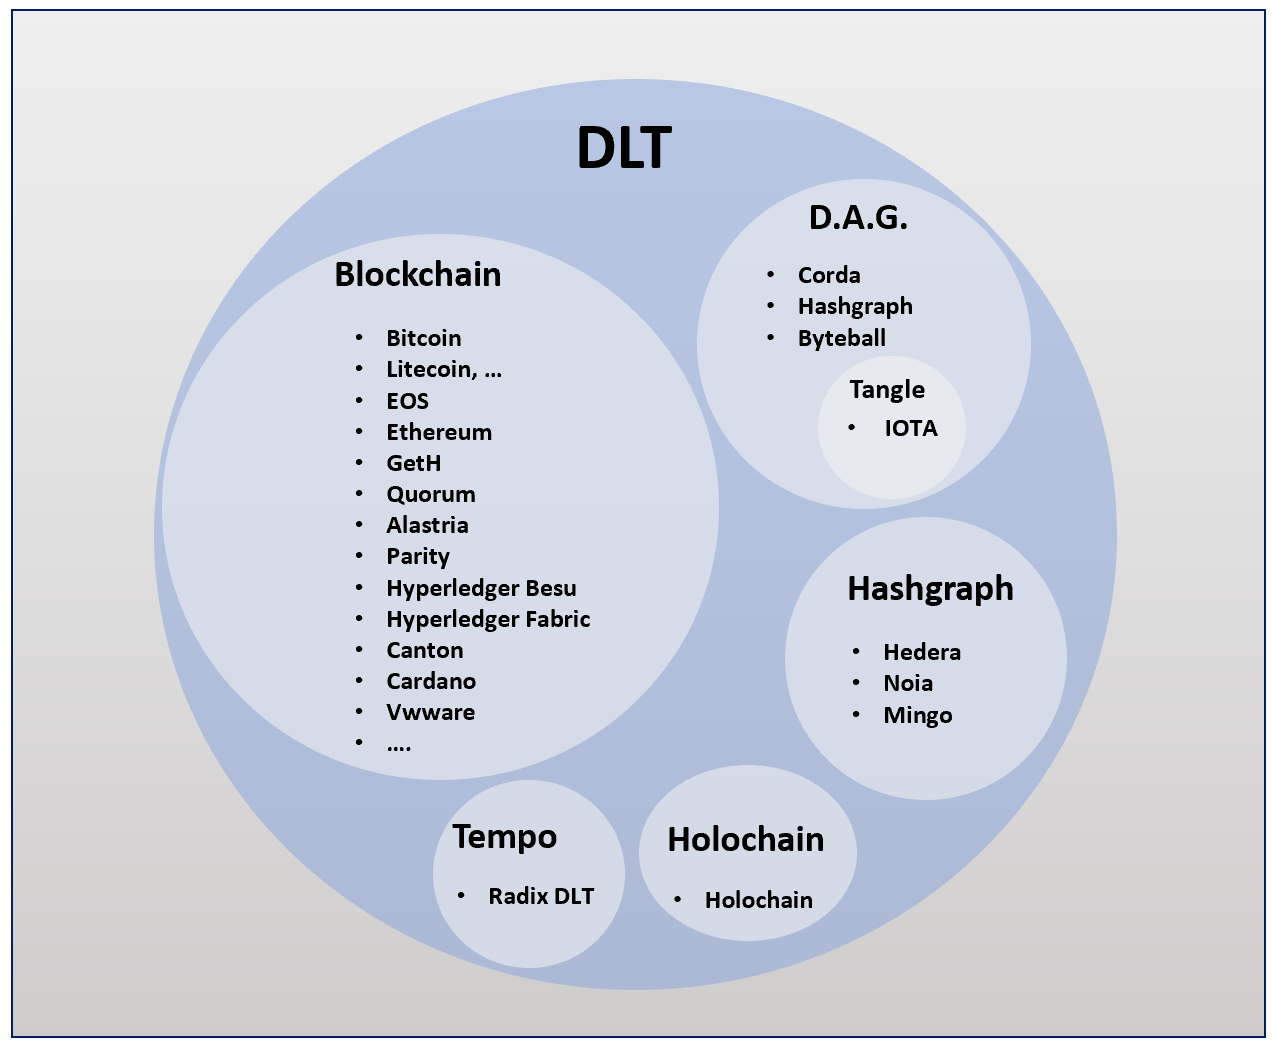 DLT
Blockchain
• Bitcoin
• Litecoin, ...
• EOS
• Ethereum
• GetH
• Quorum
• Alastria
• Parity
• Hyperledger Besu
• Hyperledger Fabric
• Canton
• Cardano
• Vwware
• ....
D.A.G.
• Corda
• Hashgraph
• Byteball
Tangle
• IOTA
Hashgraph
• Hedera
• Noia
• Mingo
Tempo
• Radix DLT
Holochain
• Holochain